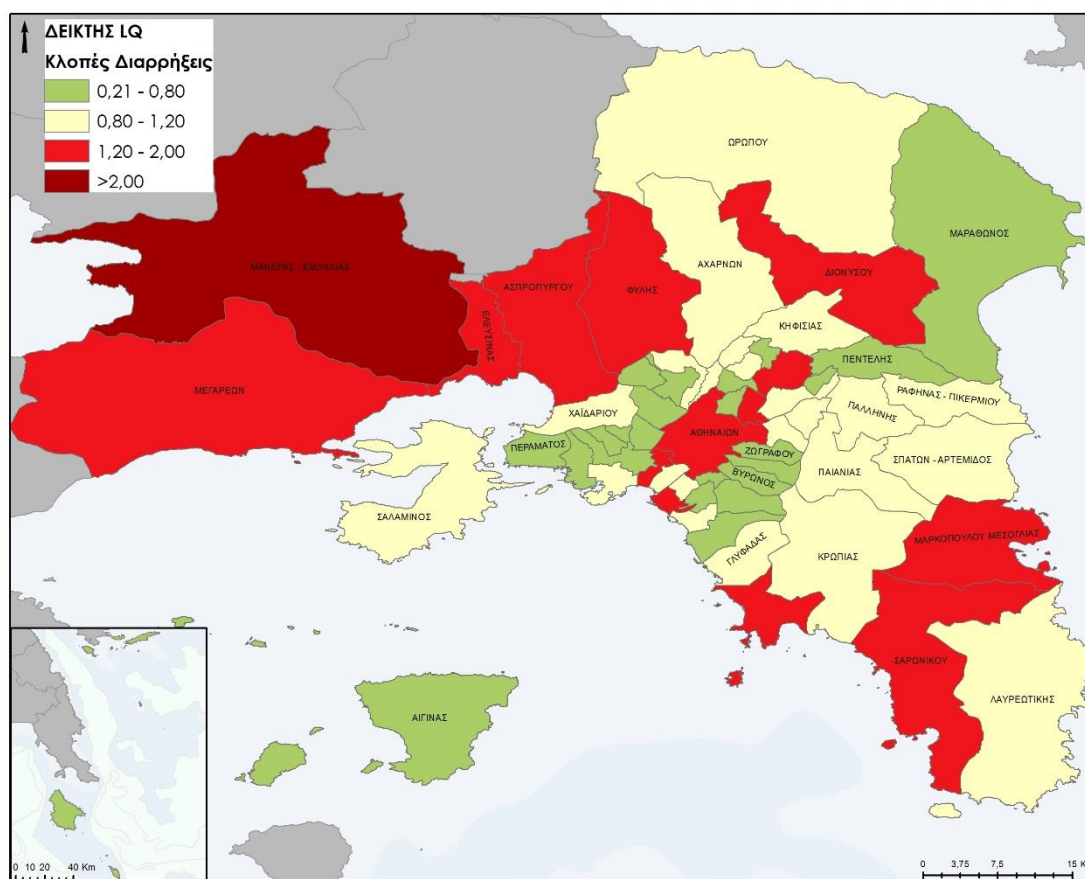 ΔΕΙΚΤΗΣ LQ
Κλοπές Διαρρήξεις
0,21 - 0,80
0,80 - 1,20
1,20 - 2,00
>2,00
ΩΡΩΠΟΥ
ΜΑΡΑΘΩΝΟΣ
ΜΑΝΔΡΑΣ - ΕΙΔΥΛΛΙΑΣ
ΑΧΑΡΝΩΝ
ΔΙΟΝΥΣΟΥ
ΑΣΠΡΟΠΥΡΓΟΥ
ΦΥΛΗΣ
ΕΛΕΥΣΙΝΑΣ
ΚΗΦΙΣΙΑΣ
ΠΕΝΤΕΛΗΣ
ΜΕΓΑΡΕΩΝ
ΡΑΦΗΝΑΣ - ΠΙΚΕΡΜΙΟΥ
ΠΑΛΛΗΝΗΣ
ΧΑΪΔΑΡΙΟΥ
ΑΘΗΝΑΙΩΝ
ΠΕΡΑΜΑΤΟΣ
ΖΩΓΡΑΦΟΥ
ΣΠΑΤΩΝ - ΑΡΤΕΜΙΔΟΣ
ΠΑΙΑΝΙΑΣ
ΒΥΡΩΝΟΣ
ΣΑΛΑΜΙΝΟΣ
ΜΑΡΚΟΠΟΥΛΟΥ ΜΕΣΟΓΑΙΑΣ
ΓΛΥΦΑΔΑΣ
ΚΡΩΠΙΑΣ
ΣΑΡΩΝΙΚΟΥ
ΛΑΥΡΕΩΤΙΚΗΣ
ΑΙΓΙΝΑΣ
0 10 20 40 Km
0 3,75 7,5 15 K